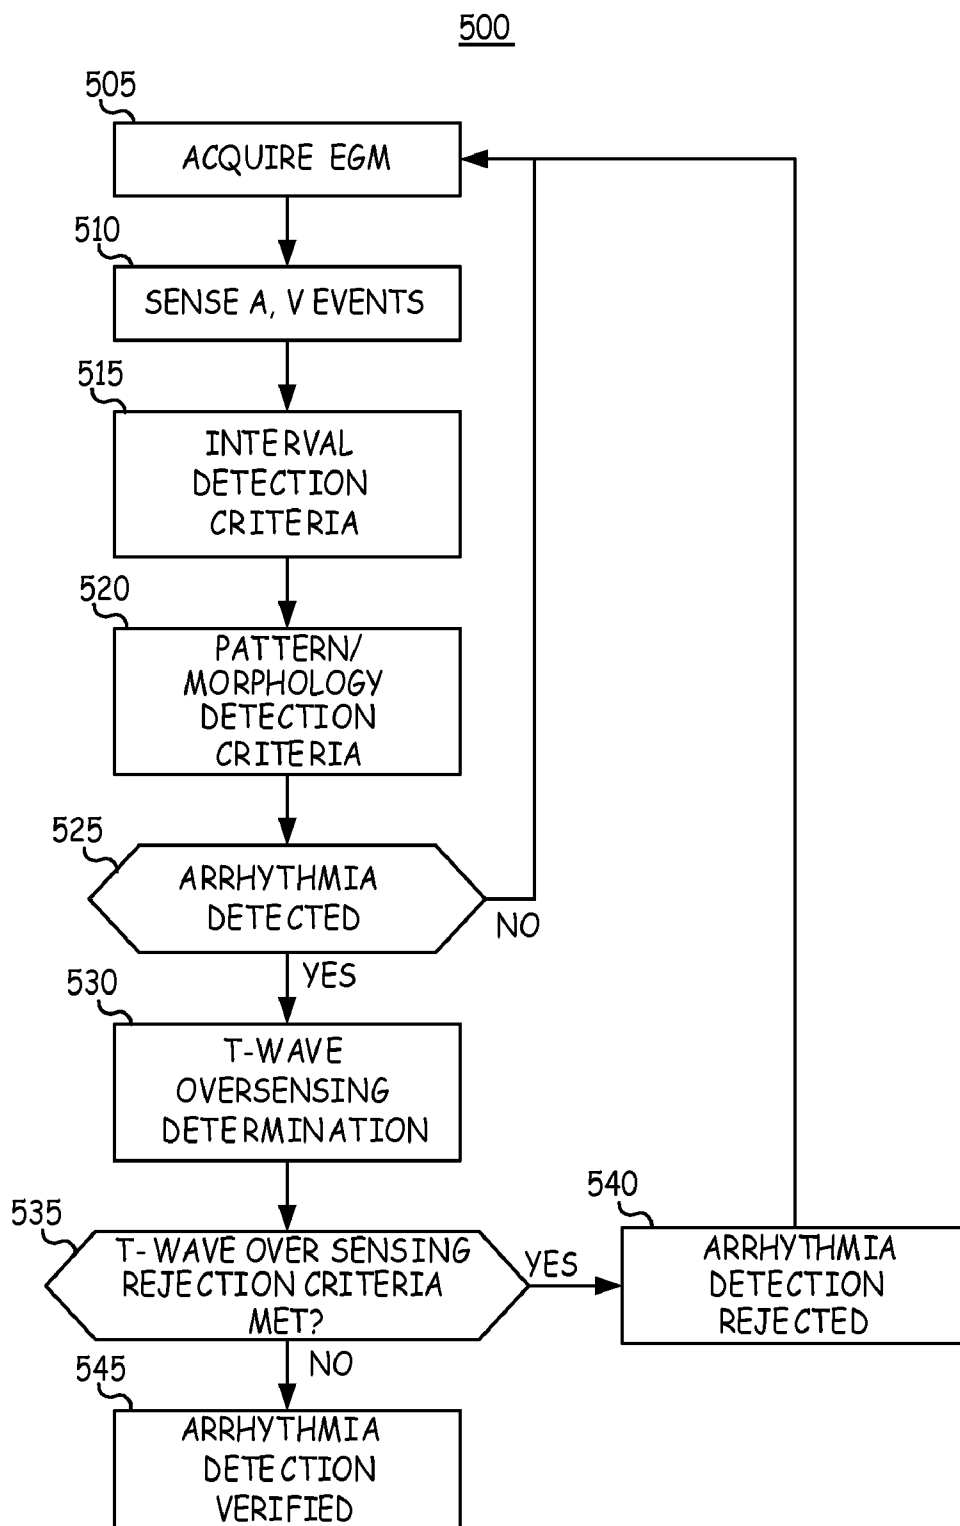 500
505
ACQUIRE EGM
510
SENSE A, V EVENTS
515
INTERVAL
DETECTION
CRITERIA
520
PATTERN/
MORPHOLOGY
DETECTION
CRITERIA
525
ARRHYTHMIA
DETECTED
NO
YES
530
T-WAVE
OVERSENSING
DETERMINATION
535
T-WAVE OVER SENSING
REJECTION CRITERIA
MET?
YES
540
ARRHYTHMIA
DETECTION
REJECTED
NO
545
ARRHYTHMIA
DETECTION
VERIFIED